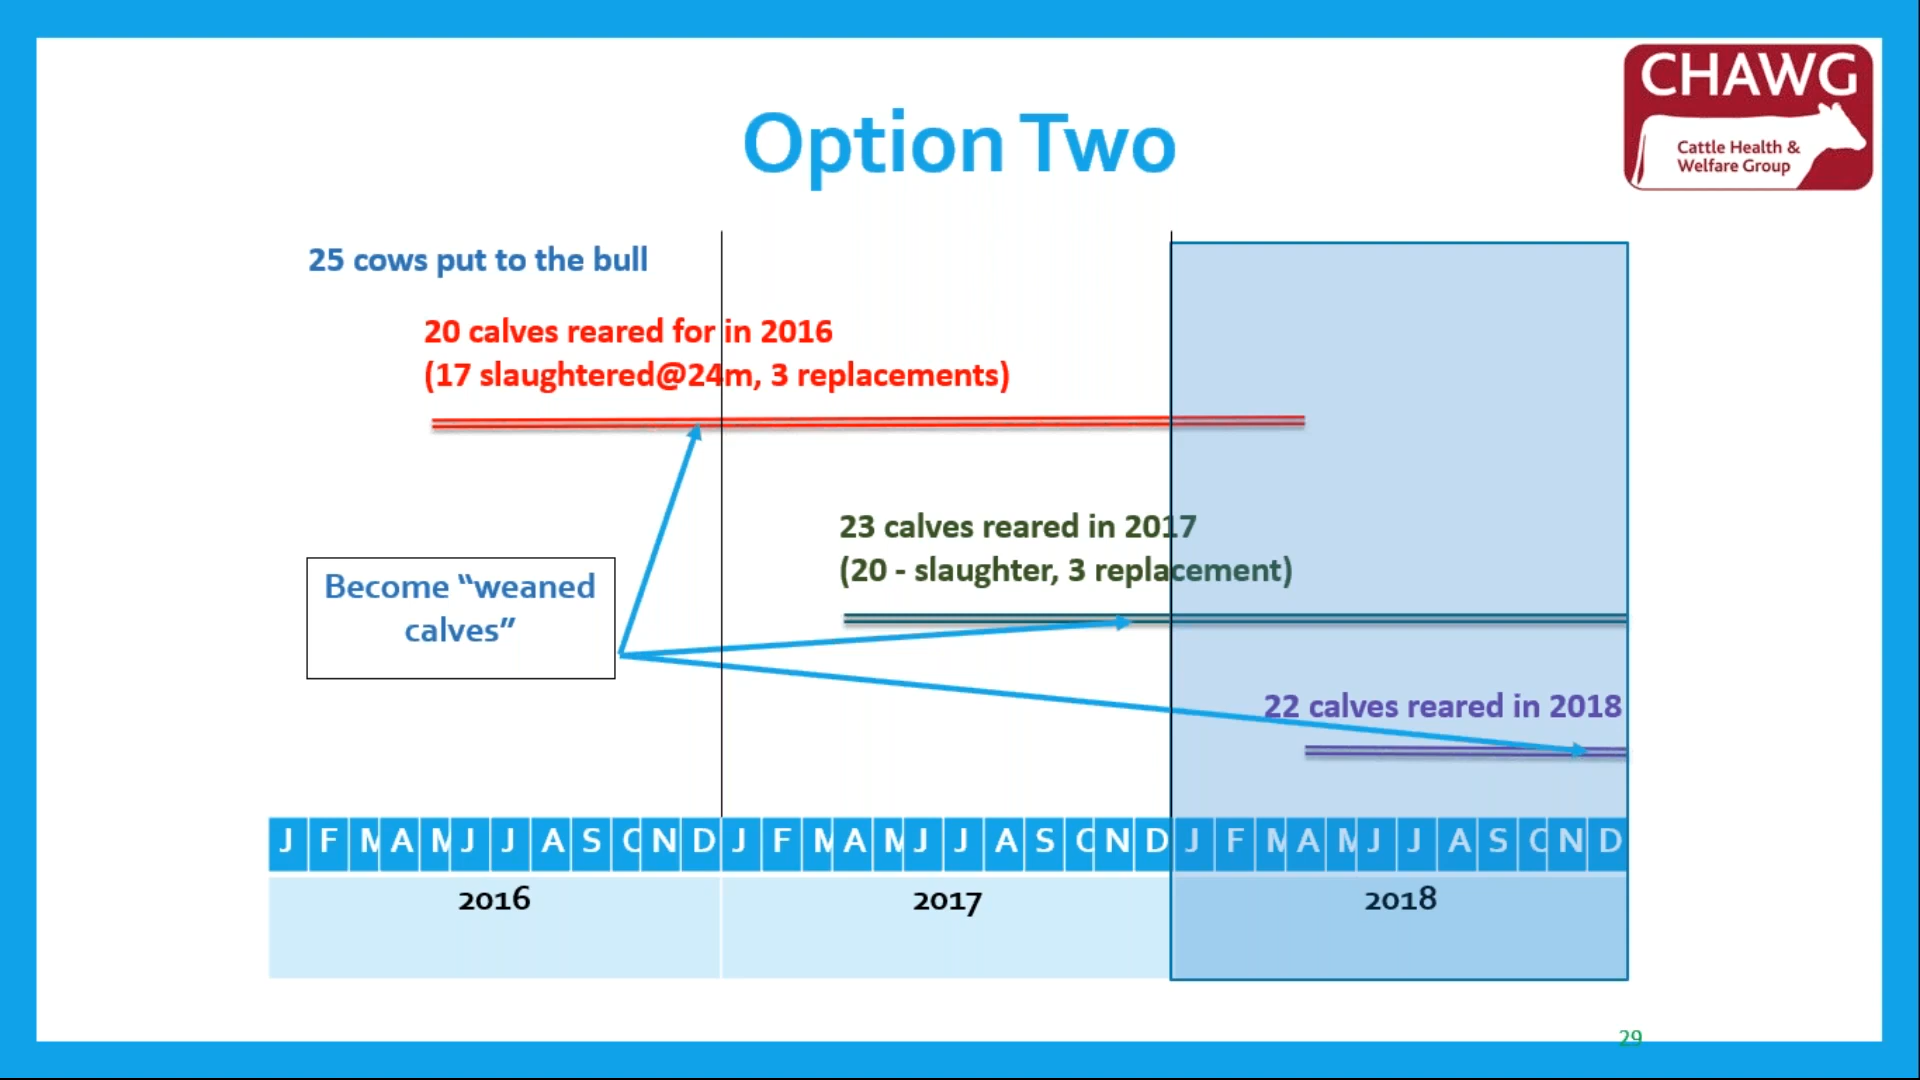 CHAWG
Cattle Health &
Welfare Group
Option Two
25 cows put to the bull
20 calves reared for in 2016
(17 slaughtered@24m, 3 replacements)
23 calves reared in 2017
(20 - slaughter, 3 replacement)
Become “weaned
calves”
22 calves reared in 2018
J F M A M J J A S O N D J F M A M J J A S O N D J F M A M J J A S O N D
2016 2017 2018
29